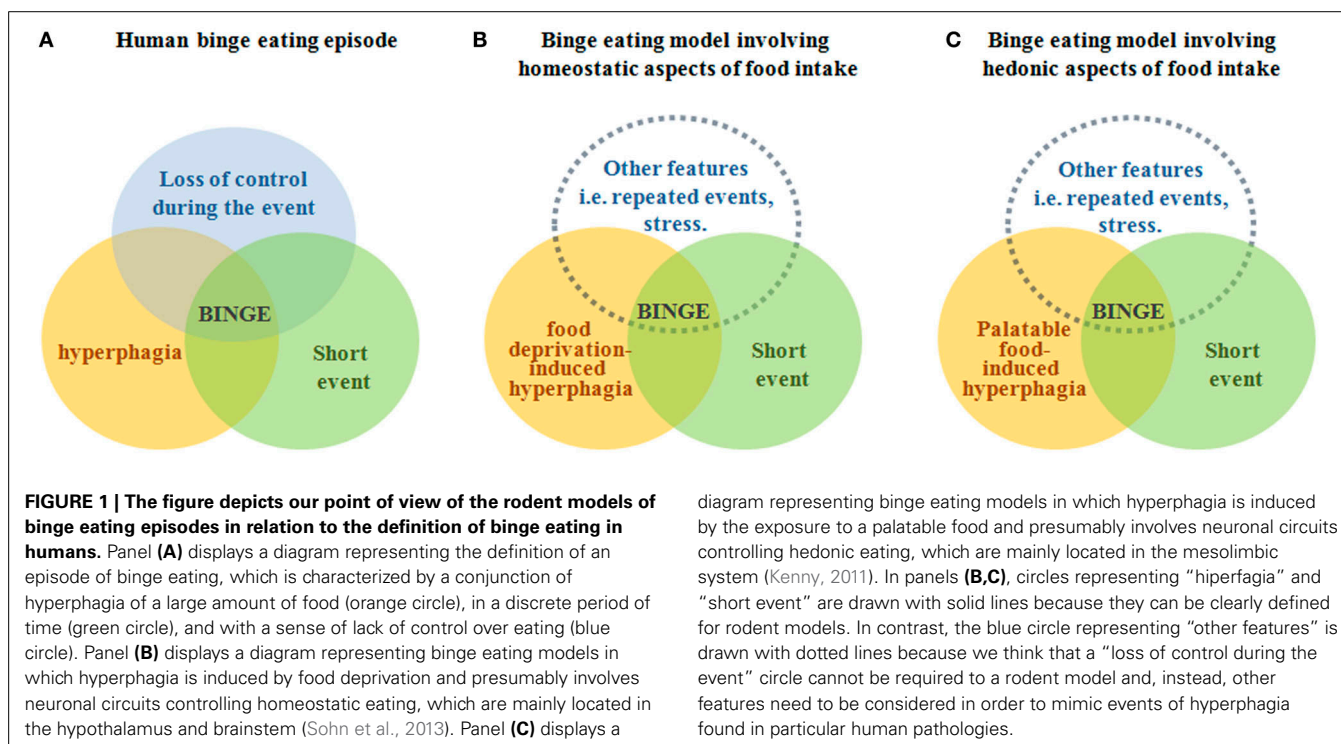 A Human binge eating episode
B Binge eating model involving
homeostatic aspects of food intake
C Binge eating model involving
hedonic aspects of food intake
Loss of control
during the event
hyperphagia
BINGE
Short
event
Other features
i.e. repeated events,
stress.
food
deprivation-
induced
hyperphagia
BINGE
Short
event
Other features
i.e. repeated events,
stress.
Palatable
food-
induced
hyperphagia
BINGE
Short
event
FIGURE 1 | The figure depicts our point of view of the rodent models of
binge eating episodes in relation to the definition of binge eating in
humans. Panel (A) displays a diagram representing the definition of an
episode of binge eating, which is characterized by a conjunction of
hyperphagia of a large amount of food (orange circle), in a discrete period of
time (green circle), and with a sense of lack of control over eating (blue
circle). Panel (B) displays a diagram representing binge eating models in
which hyperphagia is induced by food deprivation and presumably involves
neuronal circuits controlling homeostatic eating, which are mainly located in
the hypothalamus and brainstem (Sohn et al., 2013). Panel (C) displays a
diagram representing binge eating models in which hyperphagia is induced
by the exposure to a palatable food and presumably involves neuronal circuits
controlling hedonic eating, which are mainly located in the mesolimbic
system (Kenny, 2011). In panels (B,C), circles representing "hiperfagia" and
"short event" are drawn with solid lines because they can be clearly defined
for rodent models. In contrast, the blue circle representing "other features" is
drawn with dotted lines because we think that a "loss of control during the
event" circle cannot be required to a rodent model and, instead, other
features need to be considered in order to mimic events of hyperphagia
found in particular human pathologies.